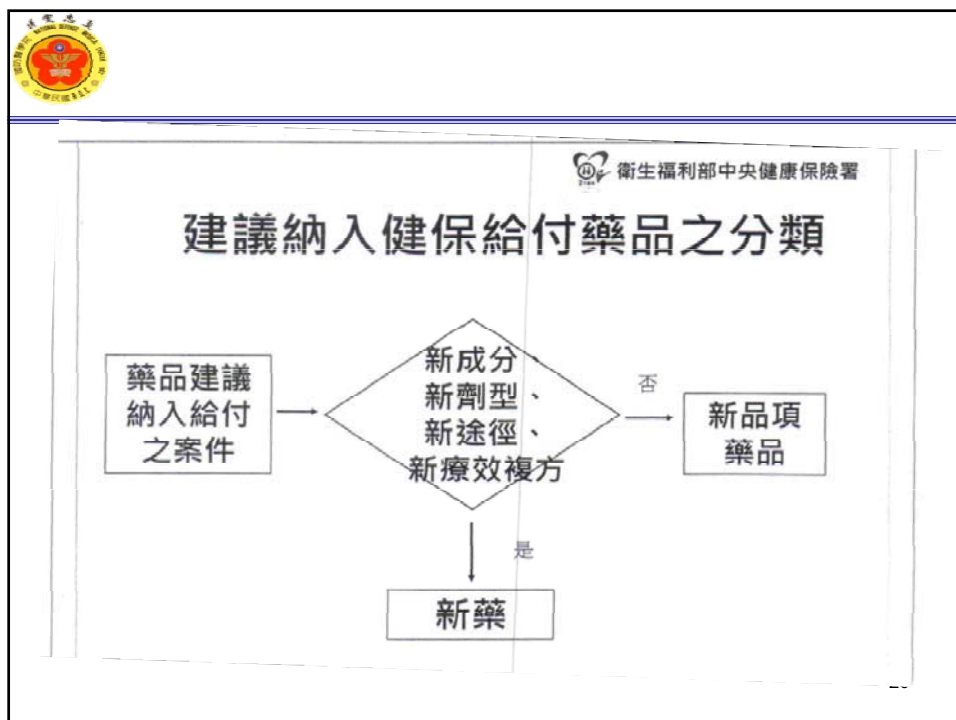 衛生福利部中央健康保險署
建議納入健保給付藥品之分類
藥品建議
納入給付
之案件
新成分、
新劑型、
新途徑、
新療效複方
否
新品項
藥品
是
新藥